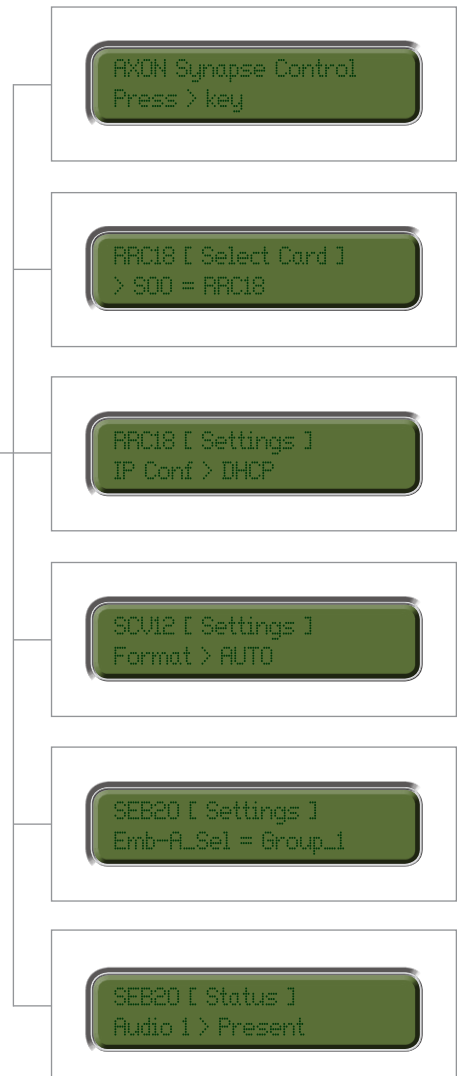 AXON Synapse Control
Press > key
RRC18 [ Select Card ]
> S00 = RRC18
RRC18 [ Settings ]
IP Conf > DHCP
SCV12 [ Settings ]
Format > AUTO
SEB20 [ Settings ]
Emb-A_Sel = Group_1
SEB20 [ Status ]
Audio 1 > Present